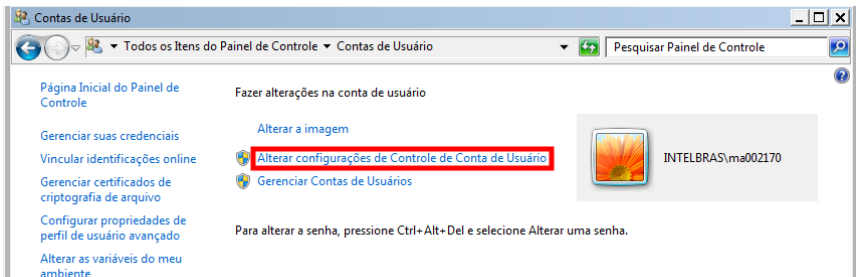 Contas de Usuário
Todos os Itens do Painel de Controle Contas de Usuário
Pesquisar Painel de Controle
Página Inicial do Painel de
Controle
Gerenciar suas credenciais
Vincular identificações online
Gerenciar certificados de
criptografia de arquivo
Configurar propriedades de
perfil de usuário avançado
Alterar as variáveis do meu
ambiente
Fazer alterações na conta de usuário
Alterar a imagem
Alterar configurações de Controle de Conta de Usuário
Gerenciar Contas de Usuários
INTELBRAS\ma002170
Para alterar a senha, pressione Ctrl+Alt+Del e selecione Alterar uma senha.